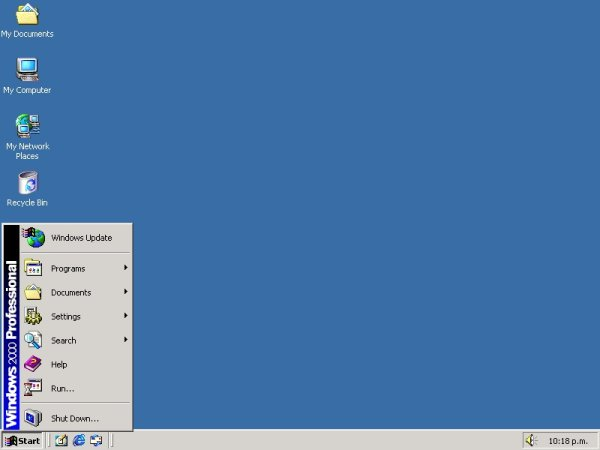 My Documents
My Computer
My Network
Places
Recycle Bin
Windows 2000 Professional
Windows Update
Programs
Documents
Settings
Search
Help
Run...
Shut Down...
Start
10:18 p.m.